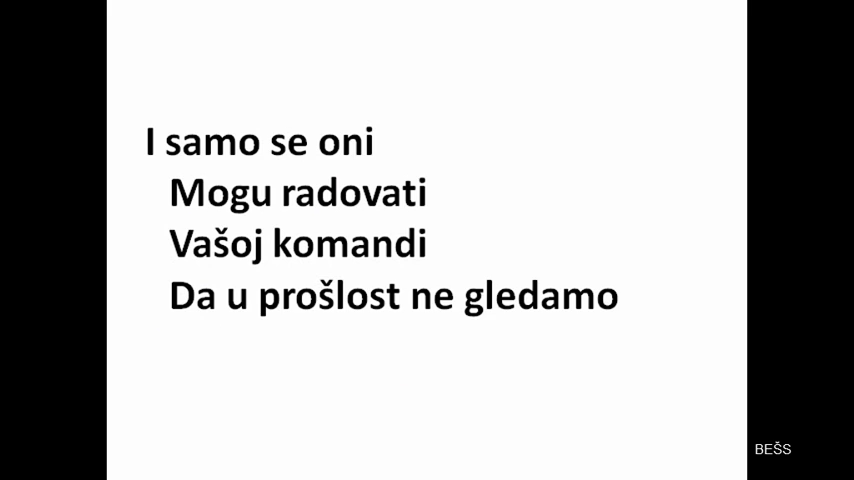 I samo se oni
Mogu radovati
Vašoj komandi
Da u prošlost ne gledamo
BEŠS